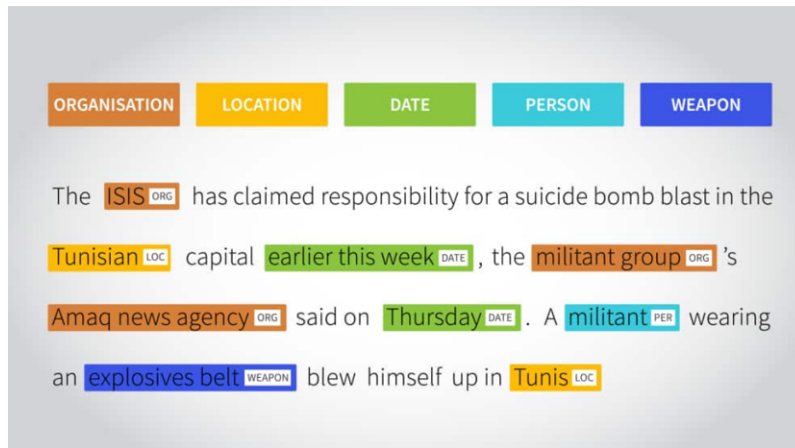 ORGANISATION LOCATION DATE PERSON WEAPON
The ISIS ORG has claimed responsibility for a suicide bomb blast in the
Tunisian LOC capital earlier this week DATE , the militant group ORG 's
Amaq news agency ORG said on Thursday DATE . A militant PER wearing
an explosives belt WEAPON blew himself up in Tunis LOC